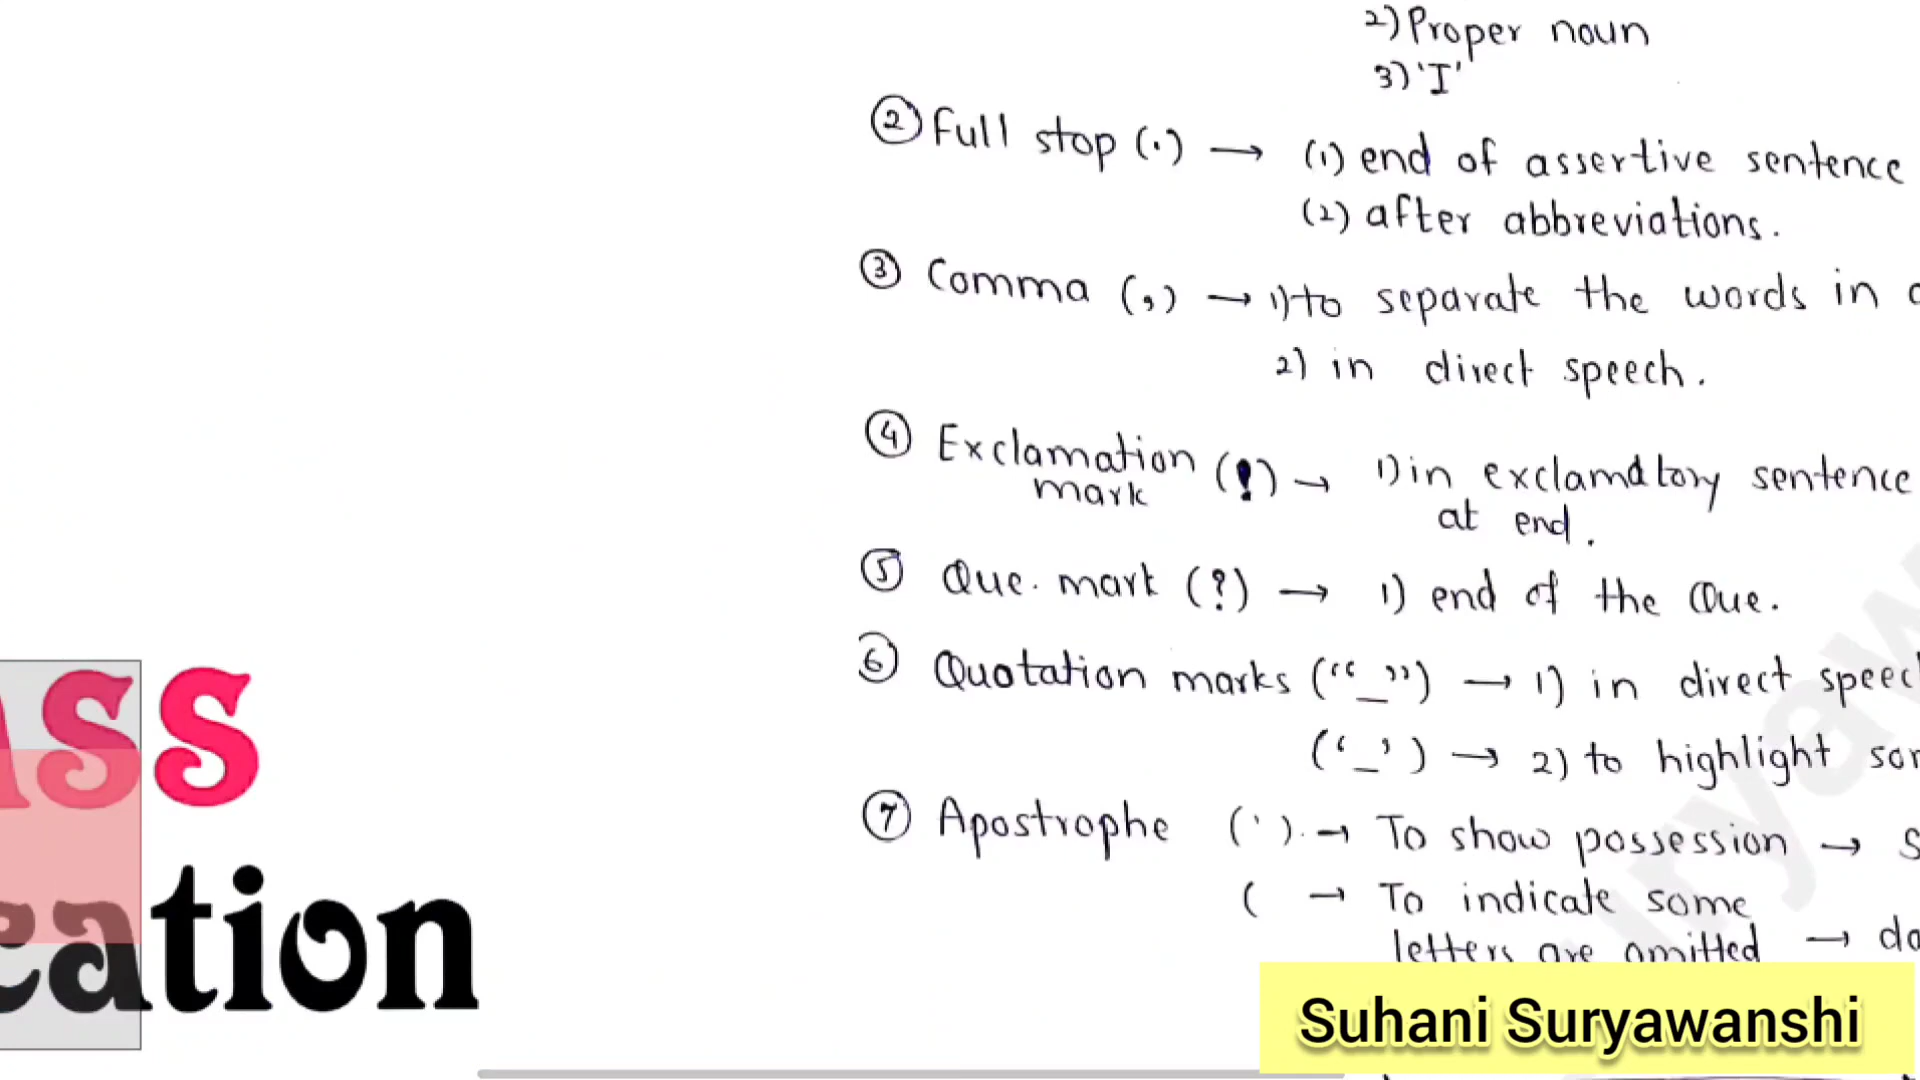 2) Proper noun
3) 'I'
② Full stop (.) → (1) end of assertive sentence
(2) after abbreviations.
③ Comma (,) → 1) to separate the words in
2) in direct speech.
④ Exclamation mark (!) → 1) in exclamatory sentence
at end.
⑤ Que. mark (?) → 1) end of the Que.
⑥ Quotation marks (“_”) → 1) in direct speec
(‘_’) → 2) to highlight
⑦ Apostrophe (') → To show possession → S
( → To indicate some
letters are omitted → do
ASS
cation
Suhani Suryawanshi